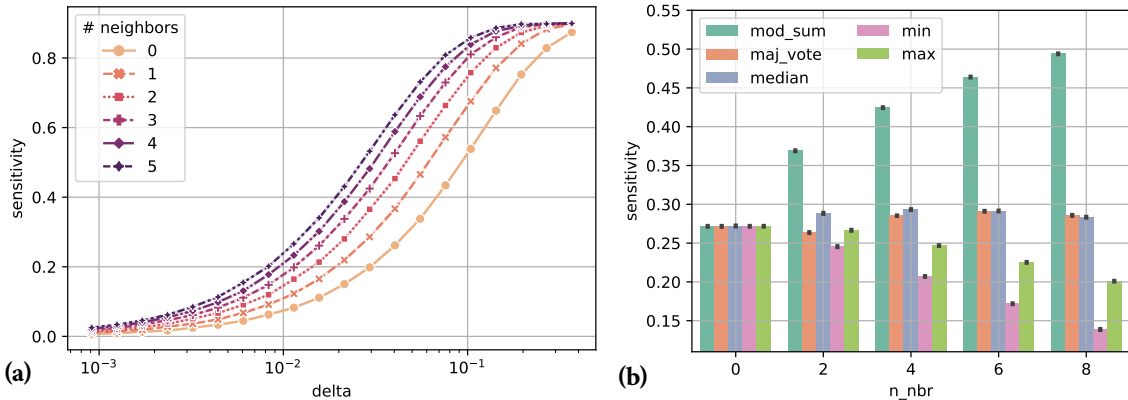 # neighbors
0
1
2
3
4
5
sensitivity
0.8
0.6
0.4
0.2
0.0
10⁻³
10⁻²
10⁻¹
delta
(a)
mod_sum
maj_vote
median
min
max
sensitivity
0.55
0.50
0.45
0.40
0.35
0.30
0.25
0.20
0.15
0
2
4
6
8
n_nbr
(b)